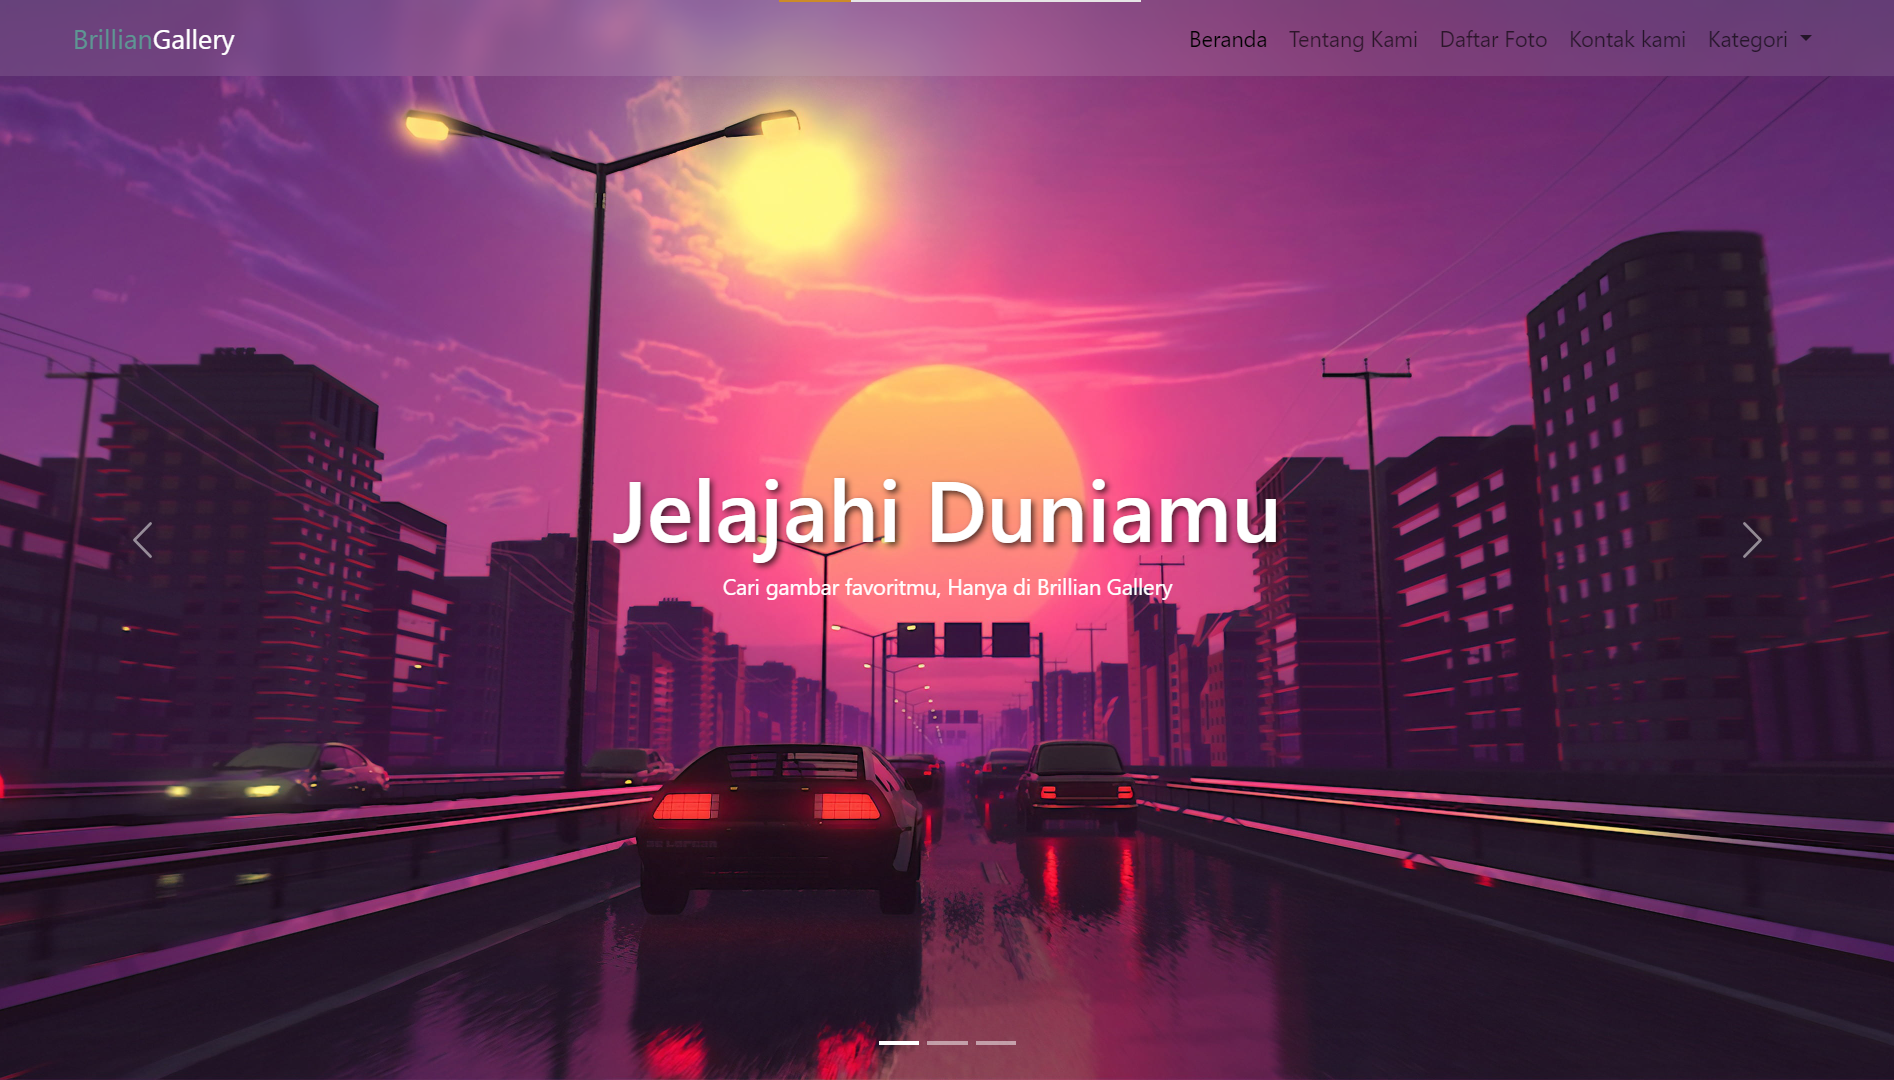 BrillianGallery
Beranda Tentang Kami Daftar Foto Kontak kami Kategori
Jelajahi Duniamu
Cari gambar favoritmu, Hanya di Brillian Gallery